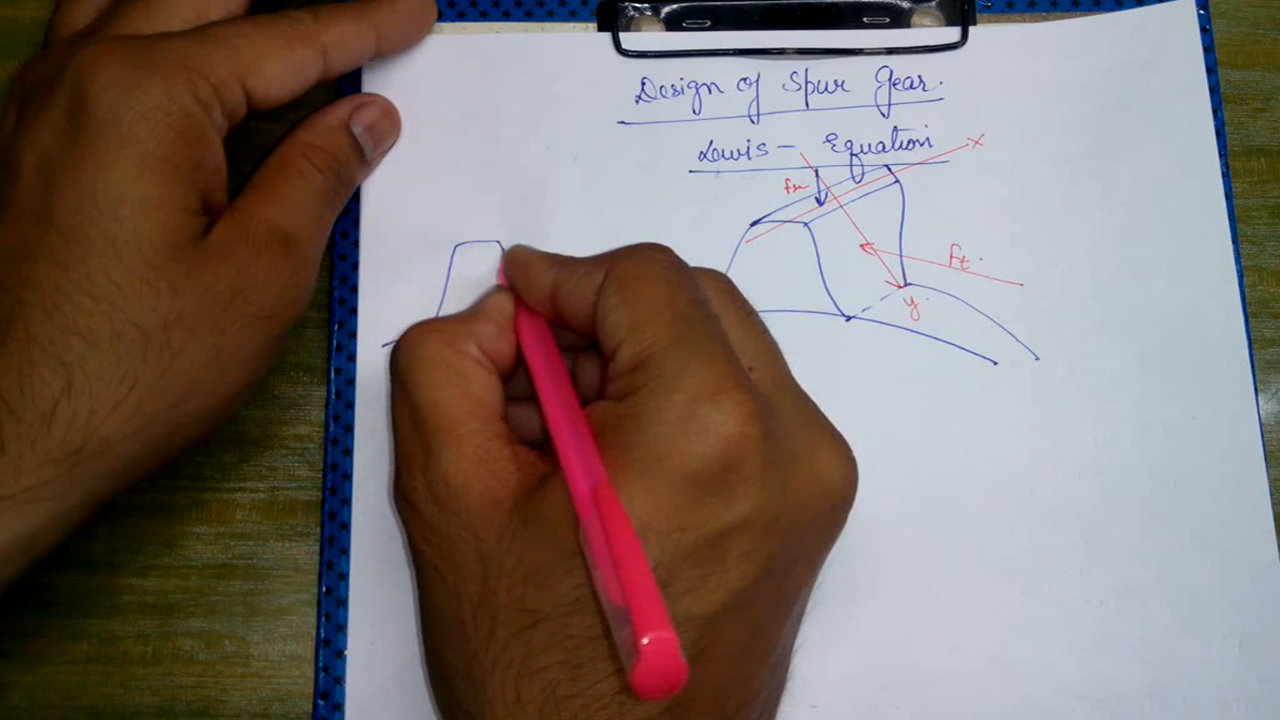 Design of Spur Gear.
Lewis - Equation
x
fr
ft.
y.